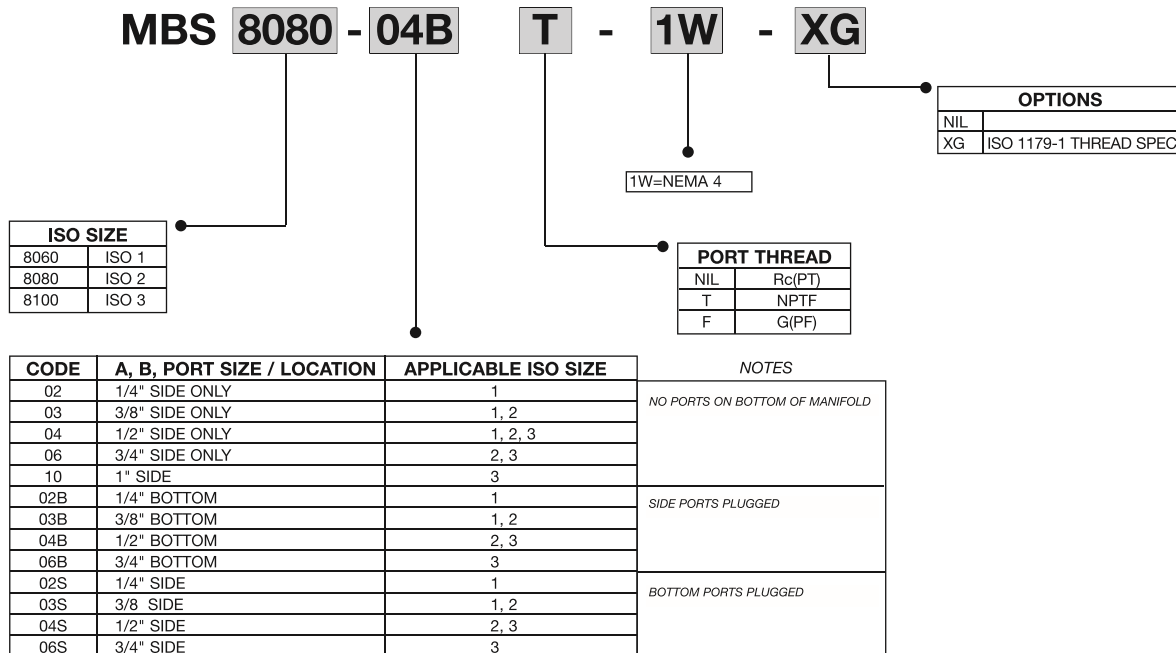 MBS 8080 - 04B T - 1W - XG
OPTIONS
NIL
XG ISO 1179-1 THREAD SPEC
1W=NEMA 4
ISO SIZE
8060 ISO 1
8080 ISO 2
8100 ISO 3
PORT THREAD
NIL Rc(PT)
T NPTF
F G(PF)
CODE A, B, PORT SIZE / LOCATION APPLICABLE ISO SIZE NOTES
02 1/4" SIDE ONLY 1
NO PORTS ON BOTTOM OF MANIFOLD
03 3/8" SIDE ONLY 1, 2
04 1/2" SIDE ONLY 1, 2, 3
06 3/4" SIDE ONLY 2, 3
10 1" SIDE 3
02B 1/4" BOTTOM 1
SIDE PORTS PLUGGED
03B 3/8" BOTTOM 1, 2
04B 1/2" BOTTOM 2, 3
06B 3/4" BOTTOM 3
02S 1/4" SIDE 1
BOTTOM PORTS PLUGGED
03S 3/8 SIDE 1, 2
04S 1/2" SIDE 2, 3
06S 3/4" SIDE 3